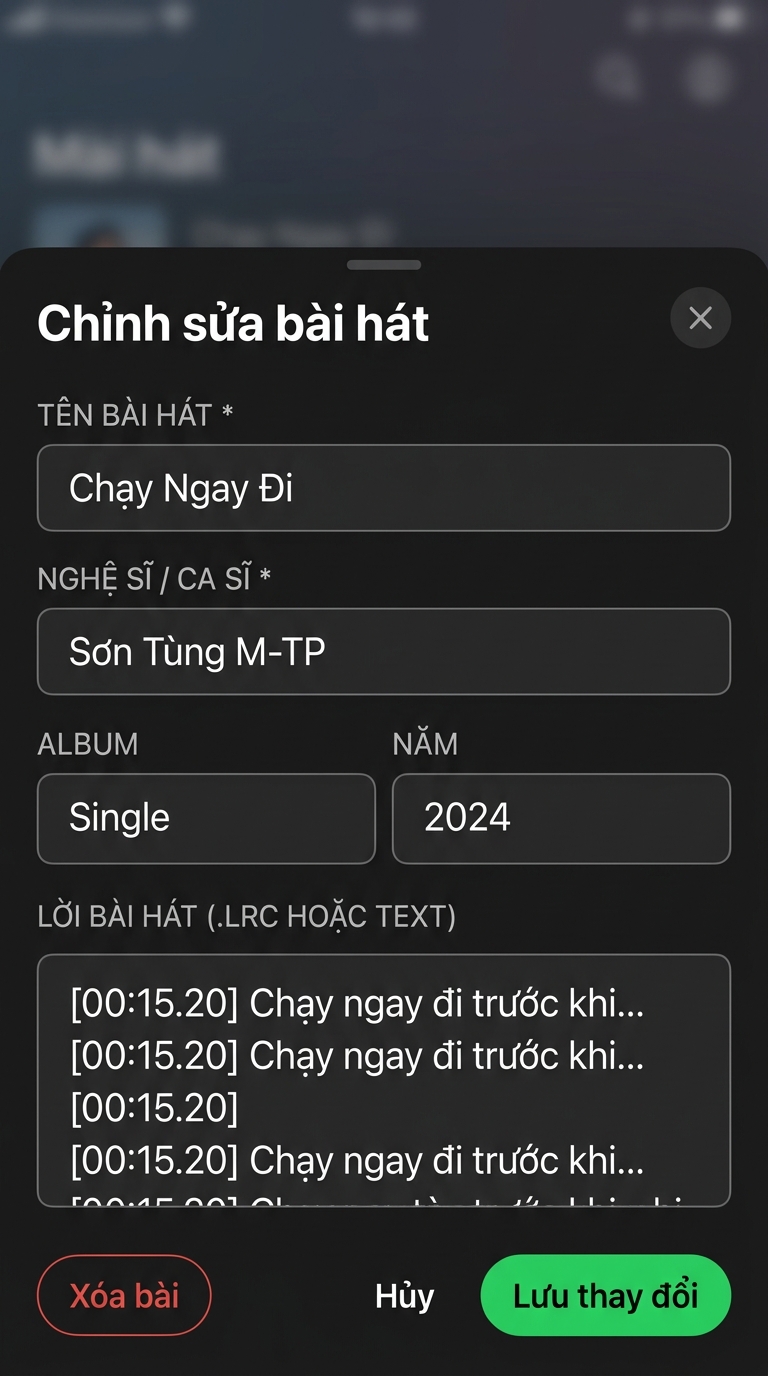 Chỉnh sửa bài hát
TÊN BÀI HÁT *
Chạy Ngay Đi
NGHỆ SĨ / CA SĨ *
Sơn Tùng M-TP
ALBUM
NĂM
Single
2024
LỜI BÀI HÁT (.LRC HOẶC TEXT)
[00:15.20] Chạy ngay đi trước khi...
[00:15.20] Chạy ngay đi trước khi...
[00:15.20]
[00:15.20] Chạy ngay đi trước khi...
Xóa bài
Hủy
Lưu thay đổi